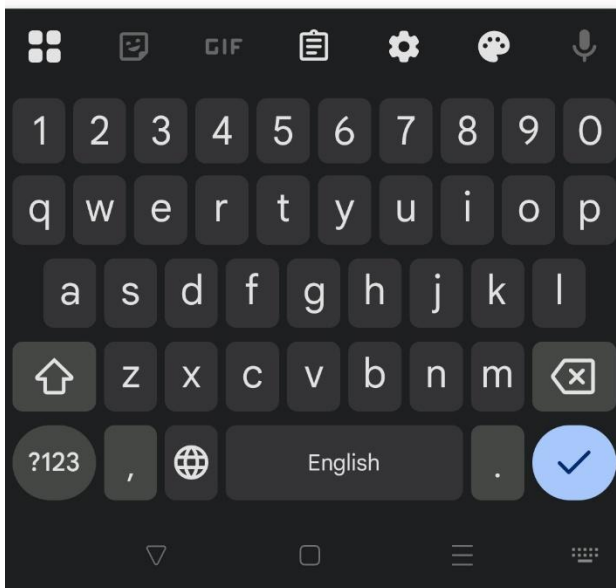 GIF
1 2 3 4 5 6 7 8 9 0
q w e r t y u i o p
a s d f g h j k l
z x c v b n m
?123 , English .